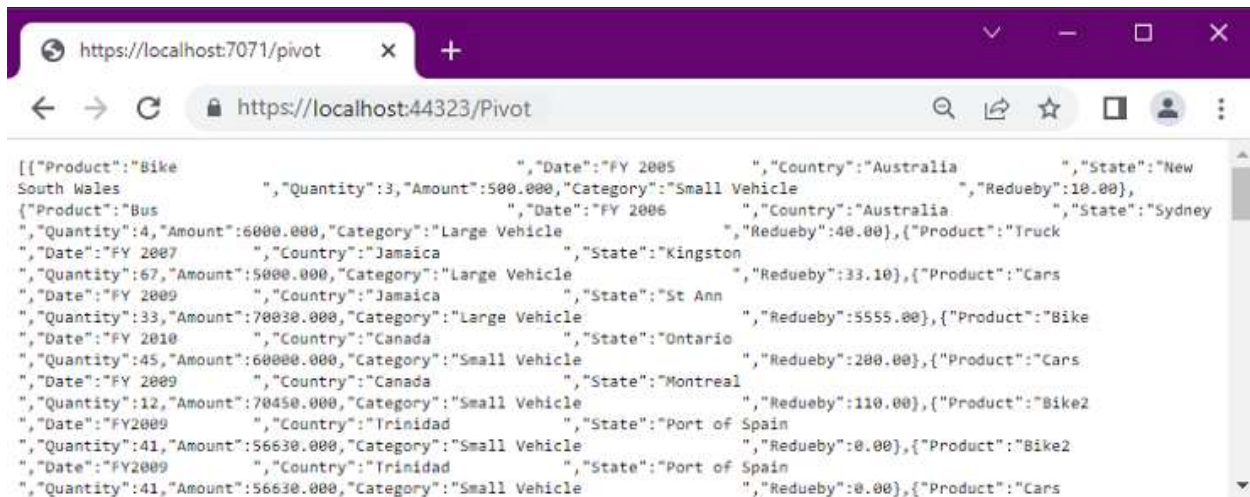 https://localhost:7071/pivot
https://localhost:44323/Pivot
[{"Product":"Bike ","Date":"FY 2005 ","Country":"Australia ","State":"New
South Wales ","Quantity":3,"Amount":500.000,"Category":"Small Vehicle ","Redueby":10.00},
{"Product":"Bus ","Date":"FY 2006 ","Country":"Australia ","State":"Sydney
","Quantity":4,"Amount":6000.000,"Category":"Large Vehicle ","Redueby":40.00},{"Product":"Truck
","Date":"FY 2007 ","Country":"Jamaica ","State":"Kingston
","Quantity":67,"Amount":5000.000,"Category":"Large Vehicle ","Redueby":33.10},{"Product":"Cars
","Date":"FY 2009 ","Country":"Jamaica ","State":"St Ann
","Quantity":33,"Amount":70030.000,"Category":"Large Vehicle ","Redueby":5555.00},{"Product":"Bike
","Date":"FY 2010 ","Country":"Canada ","State":"Ontario
","Quantity":45,"Amount":60000.000,"Category":"Small Vehicle ","Redueby":200.00},{"Product":"Cars
","Date":"FY 2009 ","Country":"Canada ","State":"Montreal
","Quantity":12,"Amount":70450.000,"Category":"Small Vehicle ","Redueby":110.00},{"Product":"Bike2
","Date":"FY2009 ","Country":"Trinidad ","State":"Port of Spain
","Quantity":41,"Amount":56630.000,"Category":"Small Vehicle ","Redueby":0.00},{"Product":"Bike2
","Date":"FY2009 ","Country":"Trinidad ","State":"Port of Spain
","Quantity":41,"Amount":56630.000,"Category":"Small Vehicle ","Redueby":0.00},{"Product":"Cars